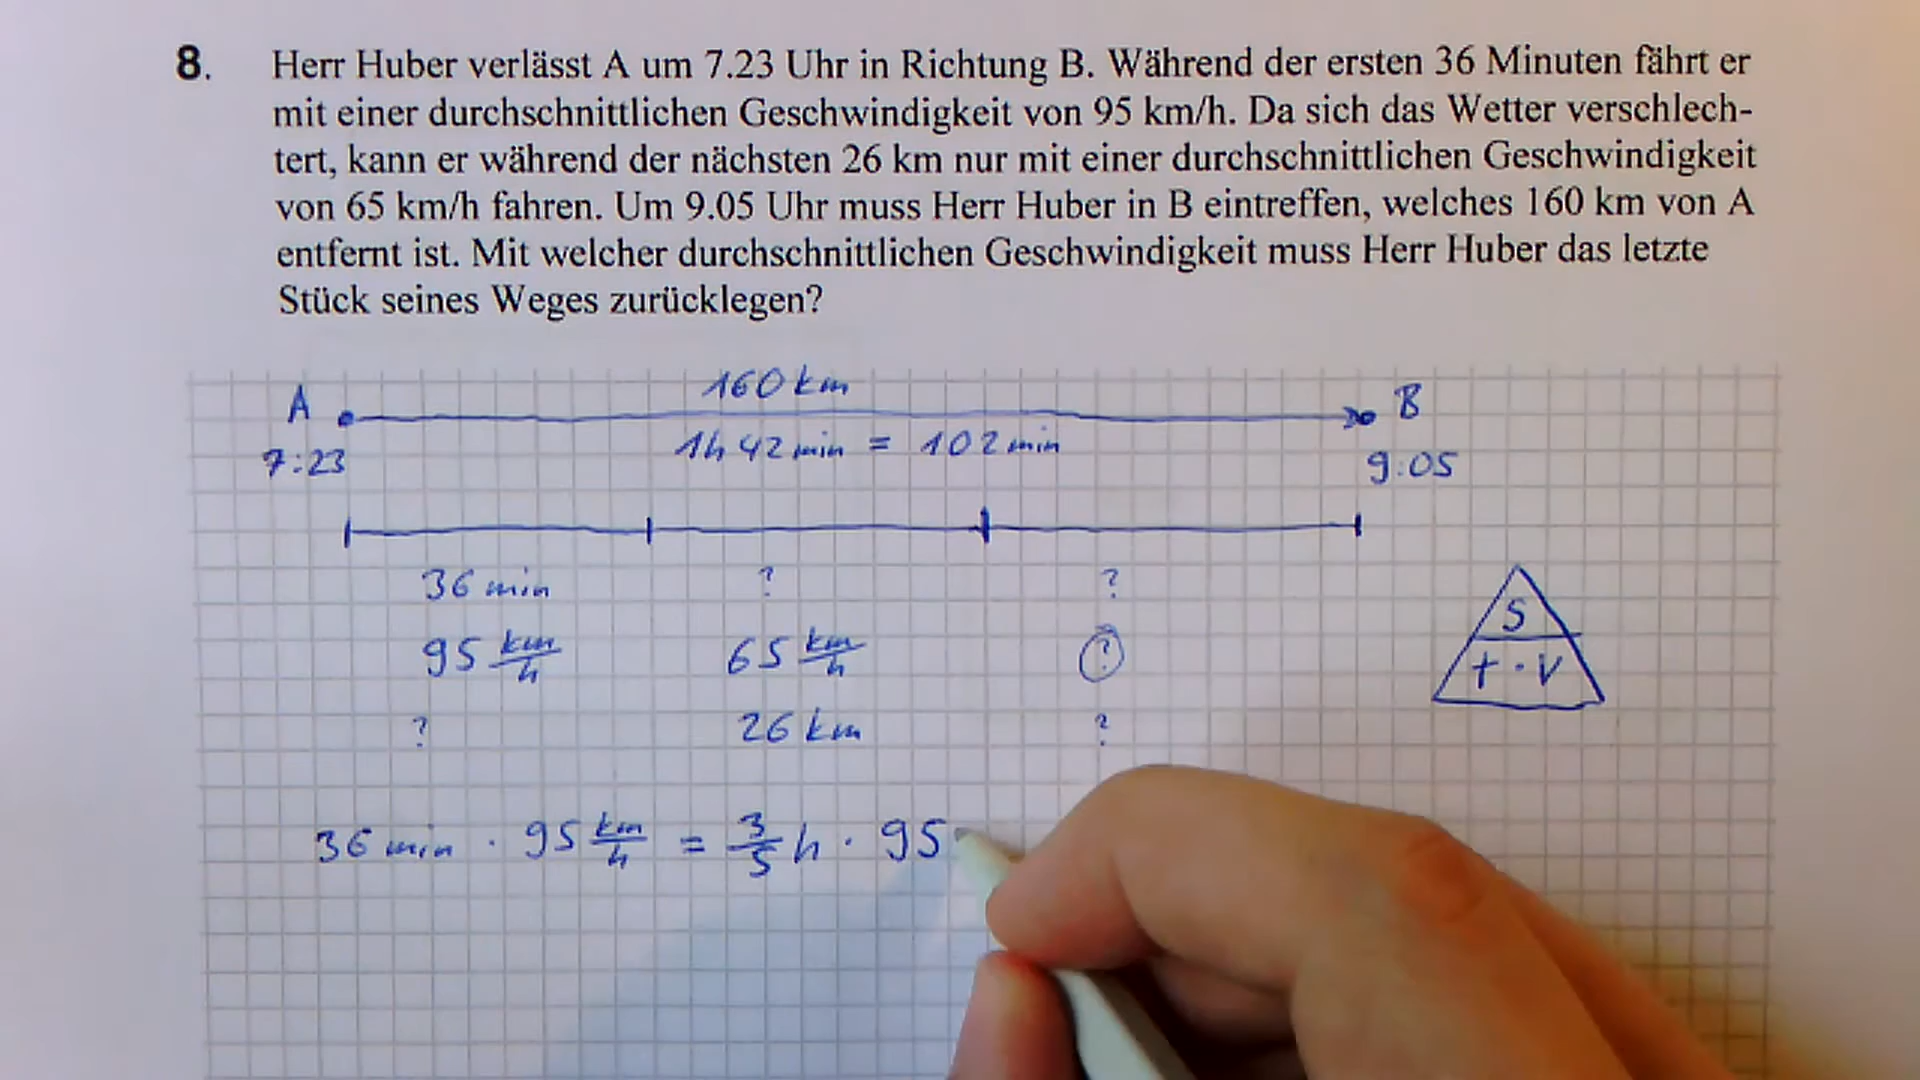 8. Herr Huber verlässt A um 7.23 Uhr in Richtung B. Während der ersten 36 Minuten fährt er
mit einer durchschnittlichen Geschwindigkeit von 95 km/h. Da sich das Wetter verschlech-
tert, kann er während der nächsten 26 km nur mit einer durchschnittlichen Geschwindigkeit
von 65 km/h fahren. Um 9.05 Uhr muss Herr Huber in B eintreffen, welches 160 km von A
entfernt ist. Mit welcher durchschnittlichen Geschwindigkeit muss Herr Huber das letzte
Stück seines Weges zurücklegen?
A 160 km B
7:23 1h 42 min = 102 min 9:05
36 min ? ?
95 km/h 65 km/h ?
? 26 km ?
S
t · v
36 min · 95 km/h = 3/5 h · 95